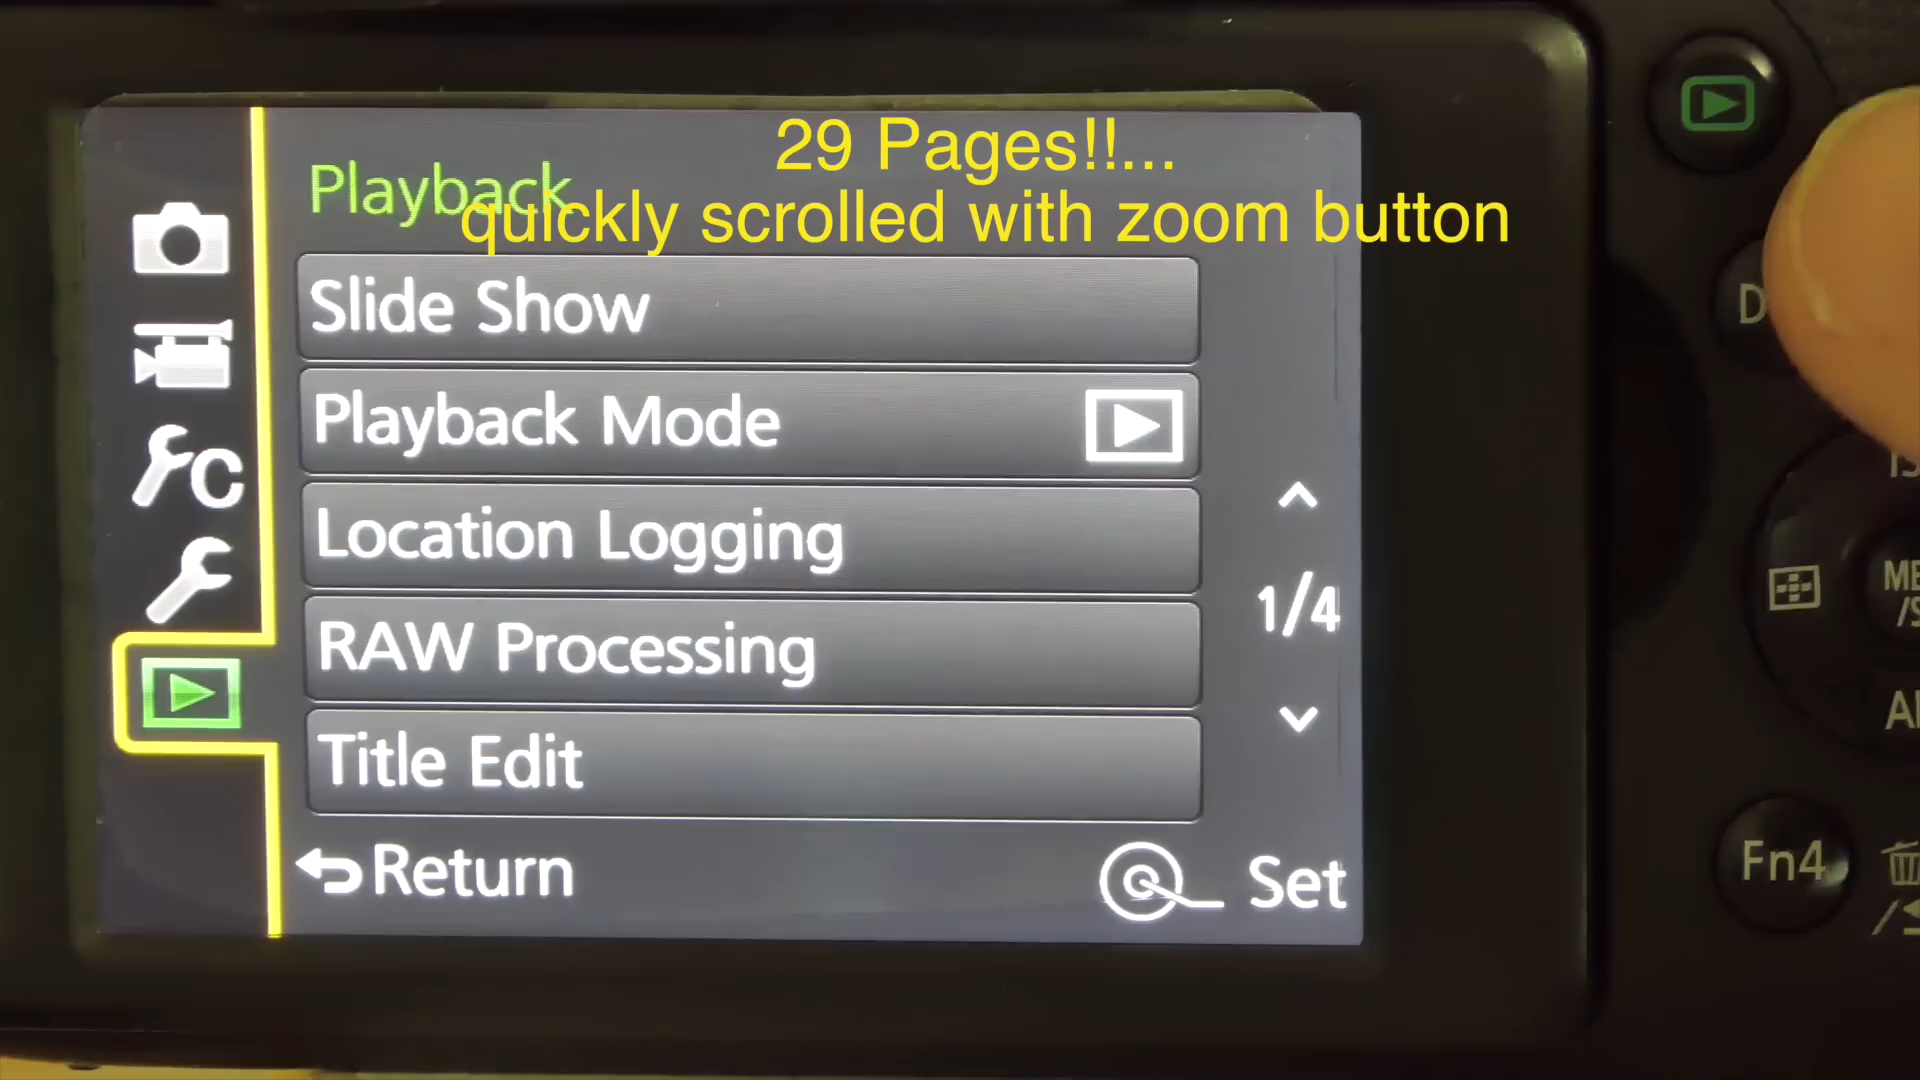 29 Pages!!...
quickly scrolled with zoom button
Playback
Slide Show
Playback Mode
Location Logging
RAW Processing
Title Edit
1/4
Return
Set
C
Fn4